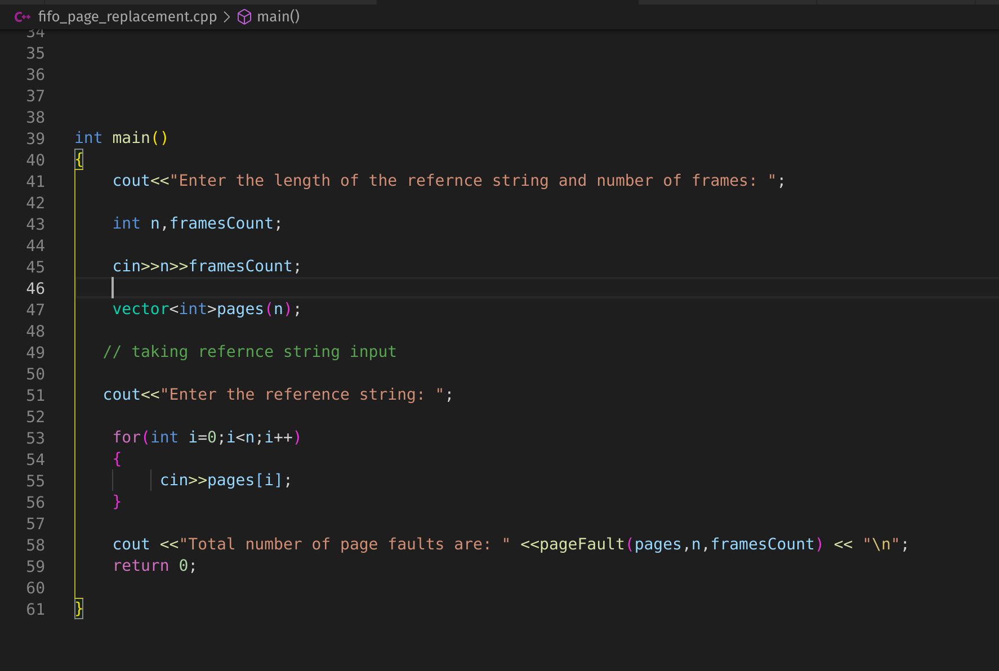 C++ fifo_page_replacement.cpp > main()
34
35
36
37
38
39 int main()
40 {
41 cout<<"Enter the length of the refernce string and number of frames: ";
42
43 int n,framesCount;
44
45 cin>>n>>framesCount;
46
47 vector<int>pages(n);
48
49 // taking refernce string input
50
51 cout<<"Enter the reference string: ";
52
53 for(int i=0;i<n;i++)
54 {
55 cin>>pages[i];
56 }
57
58 cout <<"Total number of page faults are: " <<pageFault(pages,n,framesCount) << "\n";
59 return 0;
60
61 }